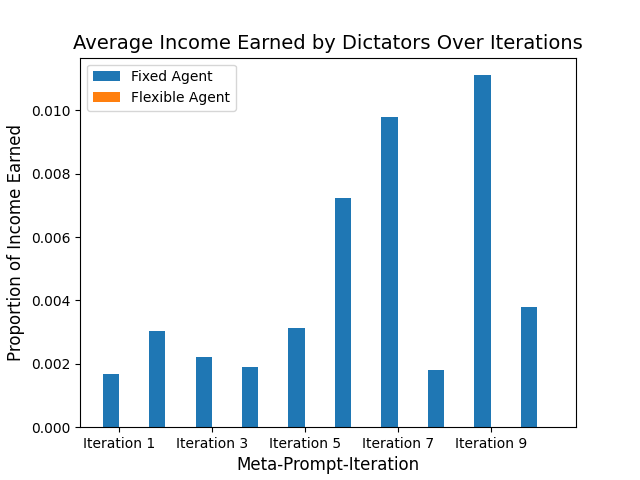 Average Income Earned by Dictators Over Iterations
Fixed Agent
Flexible Agent
Proportion of Income Earned
0.010
0.008
0.006
0.004
0.002
0.000
Iteration 1 Iteration 3 Iteration 5 Iteration 7 Iteration 9
Meta-Prompt-Iteration